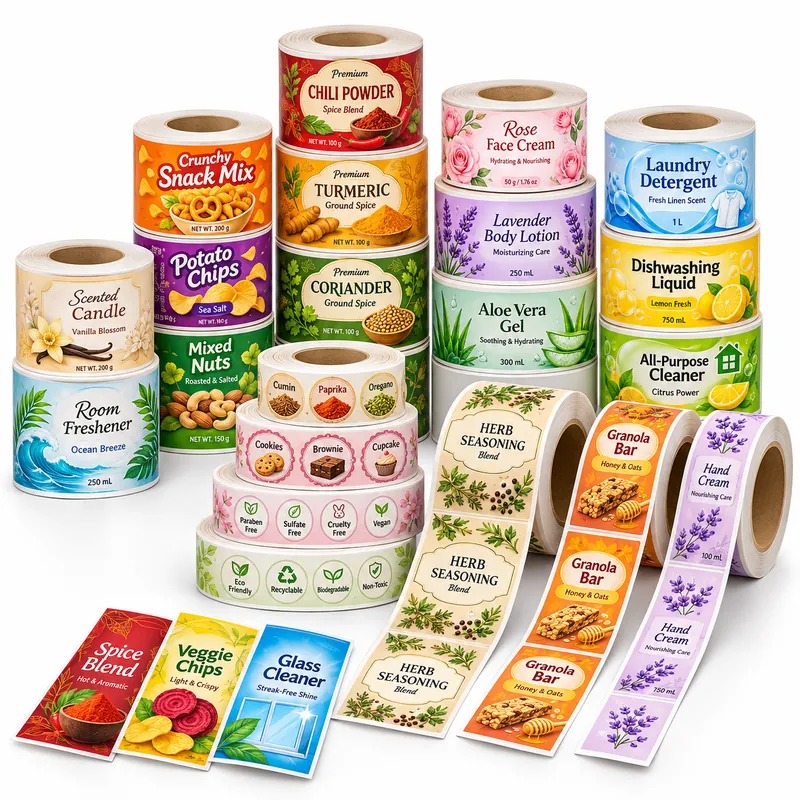 Premium
CHILI POWDER
Spice Blend
NET WT. 100 g
Premium
TURMERIC
Ground Spice
NET WT. 100 g
Premium
CORIANDER
Ground Spice
NET WT. 100 g
Crunchy
Snack Mix
NET WT. 200 g
Potato
Chips
Sea Salt
Mixed
Nuts
Roasted & Salted
NET WT. 150 g
Scented
Candle
Vanilla Blossom
NET WT. 200 g
Room
Freshener
Ocean Breeze
250 mL
Rose
Face Cream
Hydrating & Nourishing
50 g / 1.76 oz
Lavender
Body Lotion
Moisturizing Care
250 mL
Aloe Vera
Gel
Soothing & Hydrating
300 mL
Laundry
Detergent
Fresh Linen Scent
1 L
Dishwashing
Liquid
Lemon Fresh
750 mL
All-Purpose
Cleaner
Citrus Power
Cumin
Paprika
Oregano
Cookies
Brownie
Cupcake
Paraben
Free
Sulfate
Free
Cruelty
Free
Vegan
Eco
Friendly
Recyclable
Biodegradable
Non-Toxic
HERB
SEASONING
Blend
HERB
SEASONING
Blend
HERB
SEASONING
Blend
Granola
Bar
Honey & Oats
Granola
Bar
Honey & Oats
Granola
Bar
Honey & Oats
Hand
Cream
Nourishing Care
100 mL
Hand
Cream
Nourishing Care
750 mL
Spice
Blend
Hot & Aromatic
Veggie
Chips
Light & Crispy
Glass
Cleaner
Streak-Free Shine